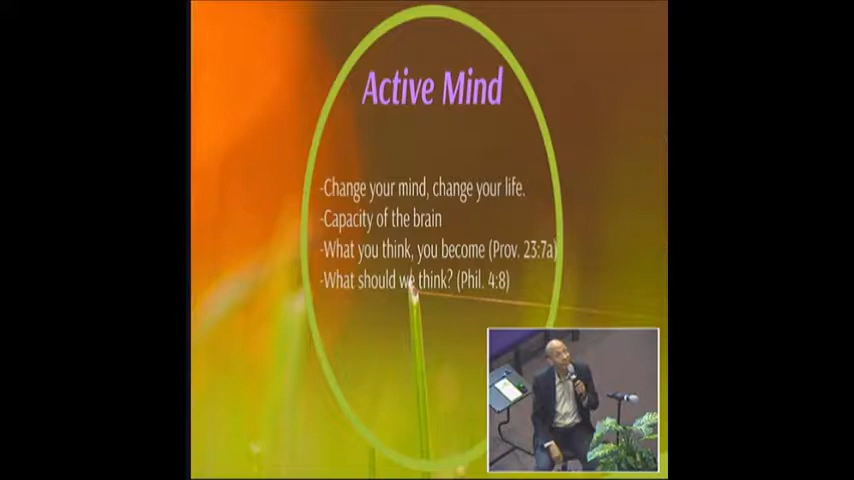 Active Mind
-Change your mind, change your life.
-Capacity of the brain
-What you think, you become (Prov. 23:7a)
-What should we think? (Phil. 4:8)